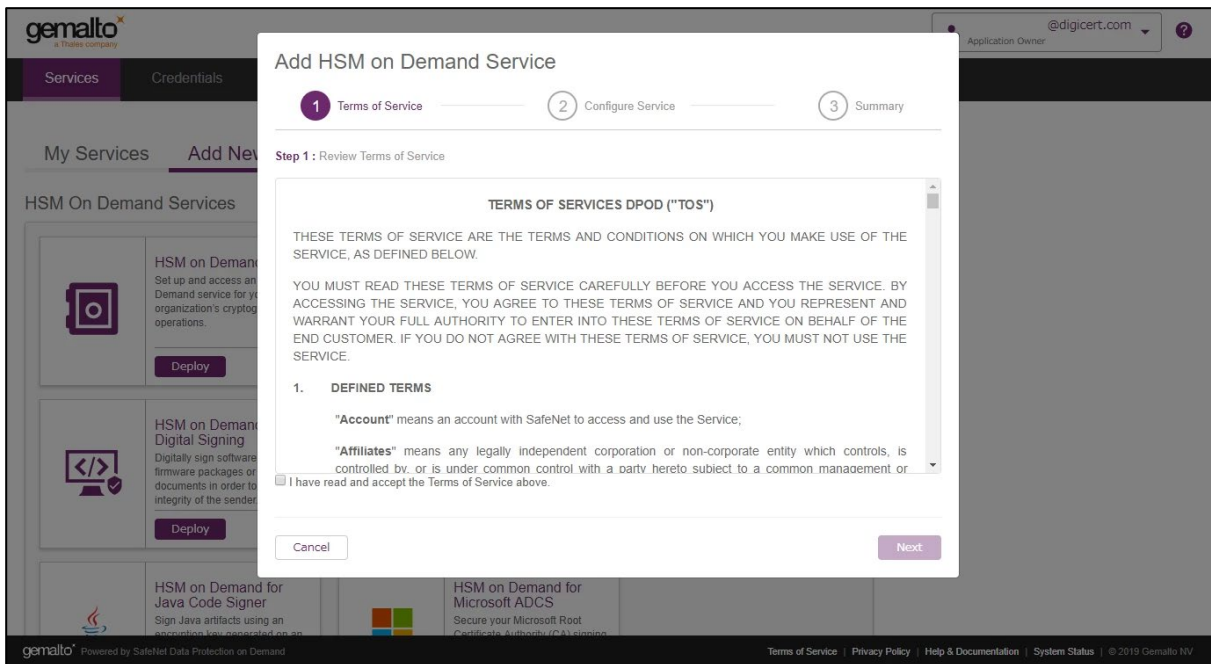 gemalto
a Thales company
@digicert.com
Application Owner
?
Services
Credentials
My Services
Add New
HSM On Demand Services
HSM on Demand
Set up and access an
Demand service for yo
organization's cryptog
operations.
Deploy
HSM on Demand
Digital Signing
Digitally sign software
firmware packages or
documents in order to
integrity of the sender
Deploy
HSM on Demand for
Java Code Signer
Sign Java artifacts using an
encryption key generated on an
HSM on Demand for
Microsoft ADCS
Secure your Microsoft Root
Certificate Authority (CA) signing
Add HSM on Demand Service
1 Terms of Service
2 Configure Service
3 Summary
Step 1 : Review Terms of Service
TERMS OF SERVICES DPOD ("TOS")
THESE TERMS OF SERVICE ARE THE TERMS AND CONDITIONS ON WHICH YOU MAKE USE OF THE
SERVICE, AS DEFINED BELOW.
YOU MUST READ THESE TERMS OF SERVICE CAREFULLY BEFORE YOU ACCESS THE SERVICE. BY
ACCESSING THE SERVICE, YOU AGREE TO THESE TERMS OF SERVICE AND YOU REPRESENT AND
WARRANT YOUR FULL AUTHORITY TO ENTER INTO THESE TERMS OF SERVICE ON BEHALF OF THE
END CUSTOMER. IF YOU DO NOT AGREE WITH THESE TERMS OF SERVICE, YOU MUST NOT USE THE
SERVICE.
1. DEFINED TERMS
"Account" means an account with SafeNet to access and use the Service;
"Affiliates" means any legally independent corporation or non-corporate entity which controls, is
controlled by, or is under common control with a party hereto subject to a common management or
I have read and accept the Terms of Service above.
Cancel
Next
gemalto Powered by SafeNet Data Protection on Demand
Terms of Service | Privacy Policy | Help & Documentation | System Status | © 2019 Gemalto NV